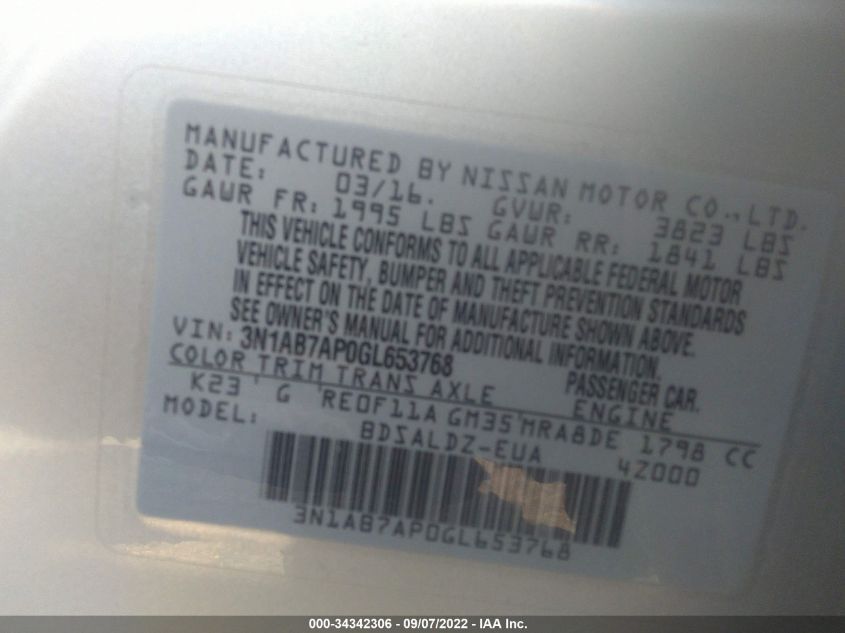 MANUFACTURED BY NISSAN MOTOR CO.,LTD.
DATE: 03/16. GVWR: 3823 LBS
GAWR FR: 1995 LBS GAWR RR: 1841 LBS
THIS VEHICLE CONFORMS TO ALL APPLICABLE FEDERAL MOTOR
VEHICLE SAFETY, BUMPER AND THEFT PREVENTION STANDARDS
IN EFFECT ON THE DATE OF MANUFACTURE SHOWN ABOVE.
SEE OWNER'S MANUAL FOR ADDITIONAL INFORMATION.
VIN: 3N1AB7AP0GL653768 PASSENGER CAR.
COLOR TRIM TRANS AXLE ENGINE
K23 G RE0F11A GM35 MRA8DE 1798 CC
MODEL: BDSALDZ-EUA 4Z000
3N1AB7AP0GL653768
000-34342306 - 09/07/2022 - IAA Inc.